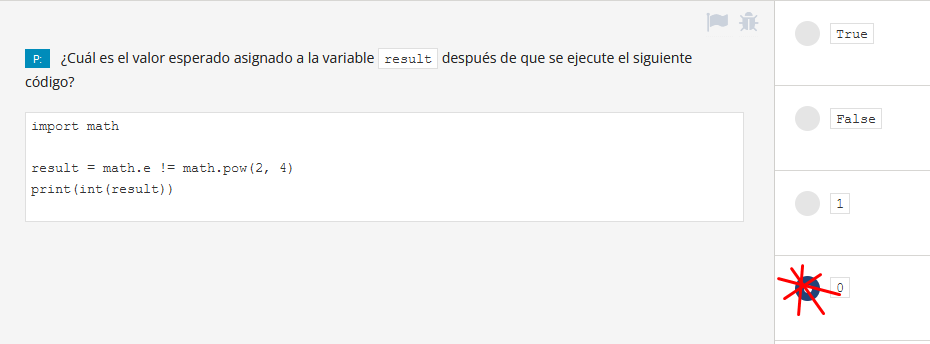 P: ¿Cuál es el valor esperado asignado a la variable result después de que se ejecute el siguiente
código?
import math
result = math.e != math.pow(2, 4)
print(int(result))
True
False
1
0